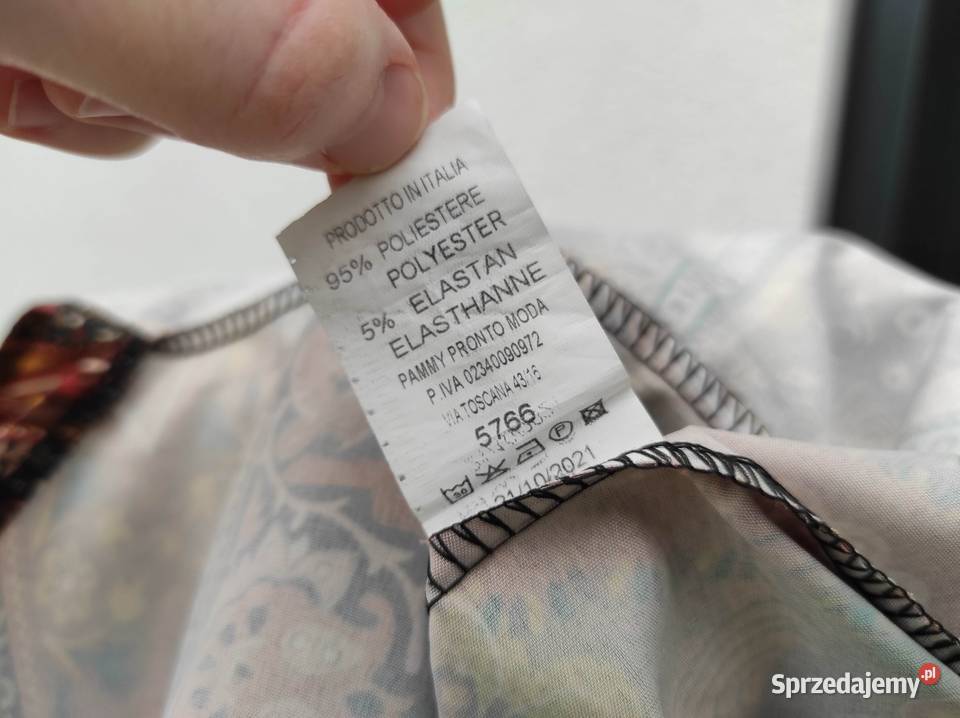 PRODOTTO IN ITALIA
95% POLIESTERE
POLYESTER
5% ELASTAN
ELASTHANNE
PAMMY PRONTO MODA
P.IVA 02340090972
VIA TOSCANA 43/16
5766
30
P
21/10/2021
Sprzedajemy.pl